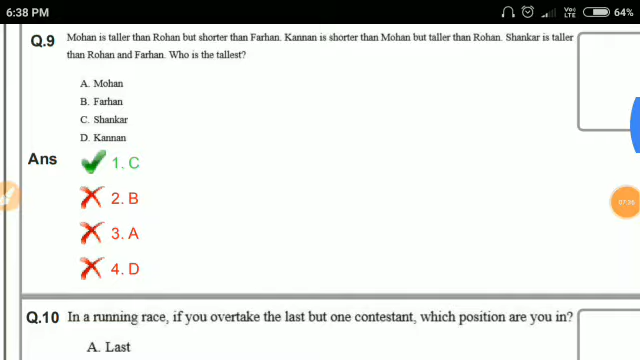 6:38 PM VoD LTE 64%
Q.9 Mohan is taller than Rohan but shorter than Farhan. Kannan is shorter than Mohan but taller than Rohan. Shankar is taller
than Rohan and Farhan. Who is the tallest?
A. Mohan
B. Farhan
C. Shankar
D. Kannan
Ans 1. C
2. B
3. A
4. D
Q.10 In a running race, if you overtake the last but one contestant, which position are you in?
A. Last